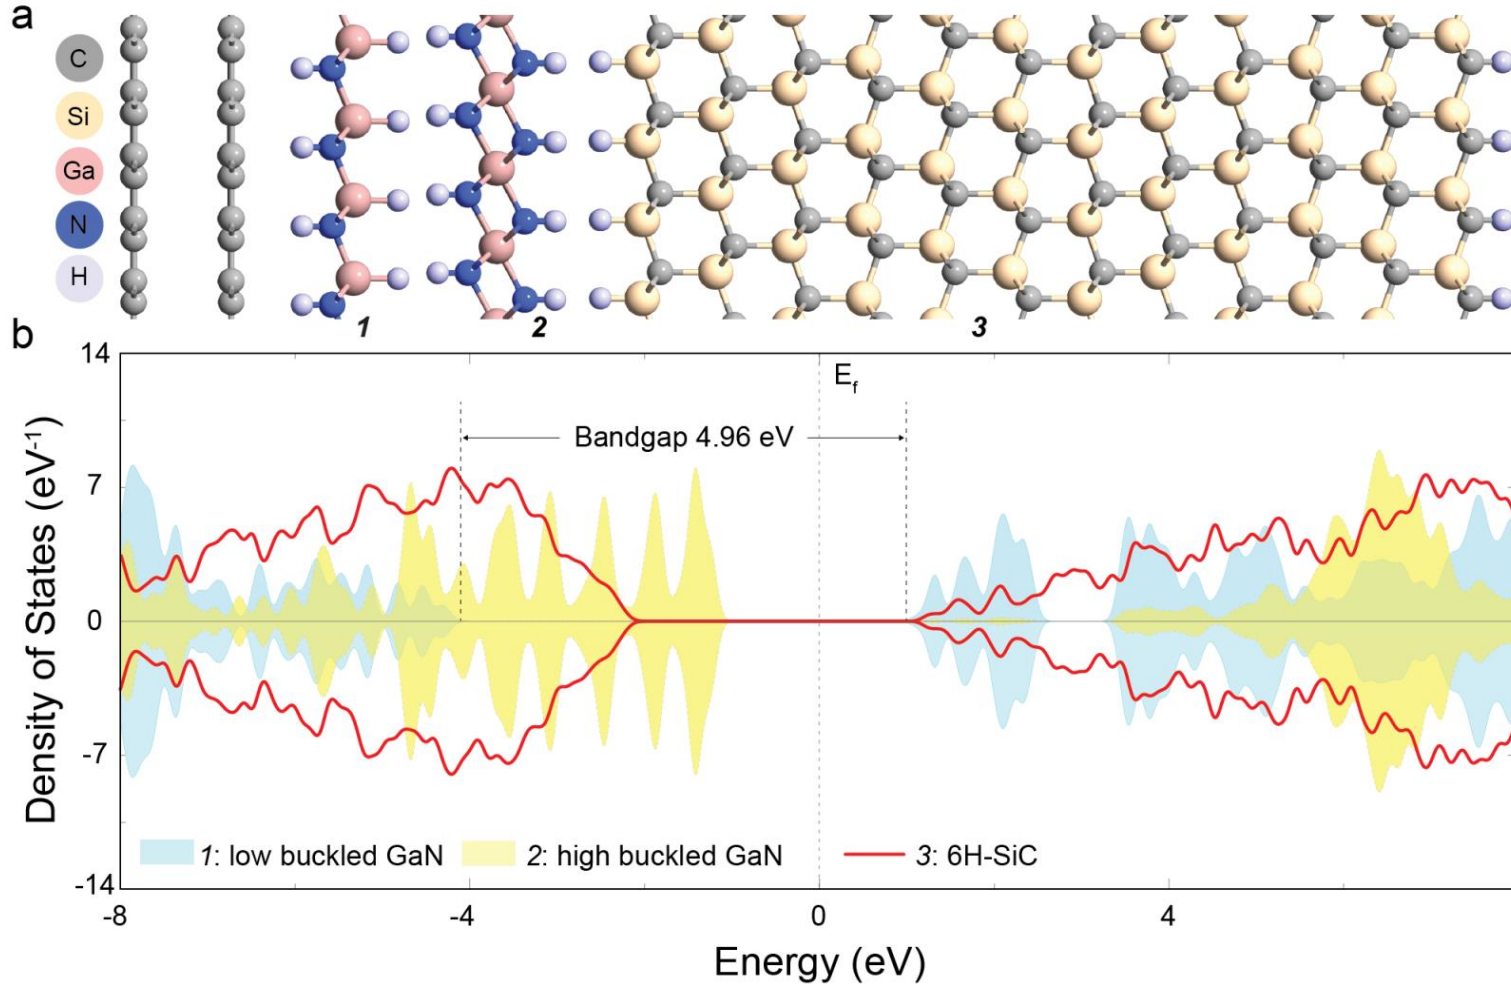 a
C
Si
Ga
N
H
1
2
3
b
Density of States (eV-1)
14
7
0
-7
-14
Ef
Bandgap 4.96 eV
1: low buckled GaN
2: high buckled GaN
3: 6H-SiC
-8
-4
0
4
Energy (eV)